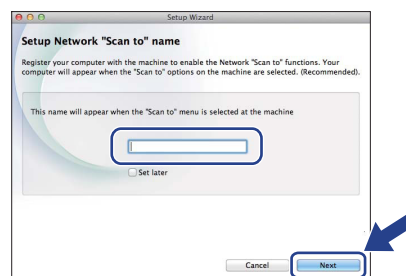 Setup Wizard
Setup Network "Scan to" name
Register your computer with the machine to enable the Network "Scan to" functions. Your
computer will appear when the "Scan to" options on the machine are selected. (Recommended).
This name will appear when the "Scan to" menu is selected at the machine
Set later
Cancel Next